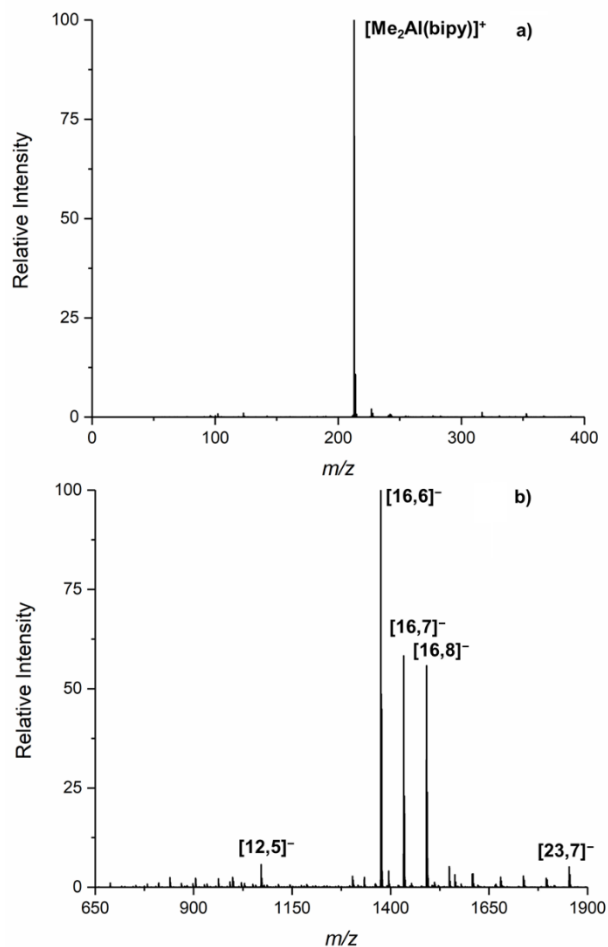 [Me₂Al(bipy)]⁺
a)
100
75
50
25
0
Relative Intensity
0 100 200 300 400
m/z
[16,6]⁻
b)
[16,7]⁻
[16,8]⁻
[12,5]⁻
[23,7]⁻
100
75
50
25
0
Relative Intensity
650 900 1150 1400 1650 1900
m/z